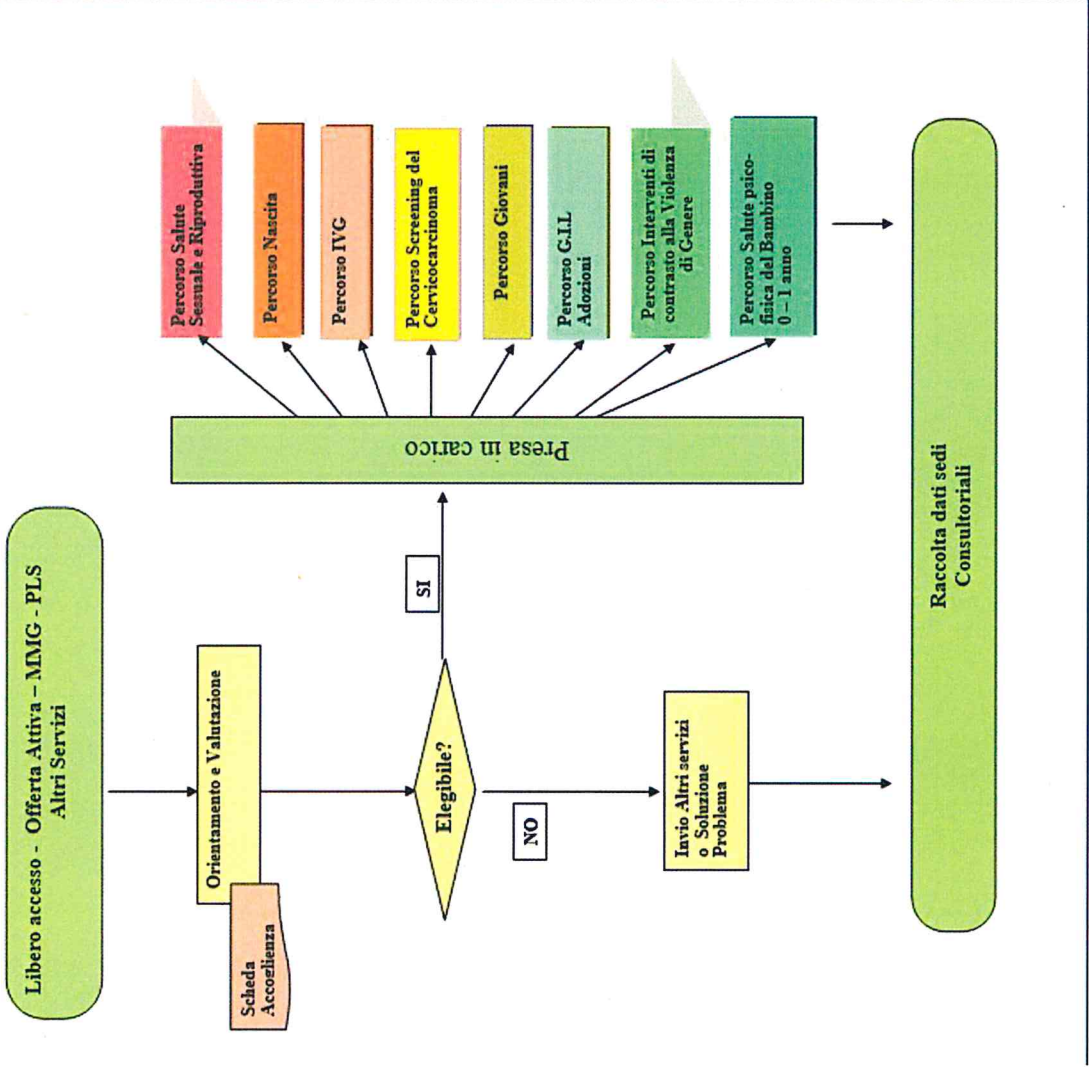 Libero accesso - Offerta Attiva – MMG - PLS
Altri Servizi
Orientamento e Valutazione
Scheda
Accoglienza
Elegibile?
SI
NO
Invio Altri servizi
o Soluzione
Problema
Presa in carico
Percorso Salute
Sessuale e Riproduttiva
Percorso Nascita
Percorso IVG
Percorso Screening del
Cervicocarcinoma
Percorso Giovani
Percorso G.I.L
Adozioni
Percorso Interventi di
contrasto alla Violenza
di Genere
Percorso Salute psico-
fisica del Bambino
0 – 1 anno
Raccolta dati sedi
Consultoriali